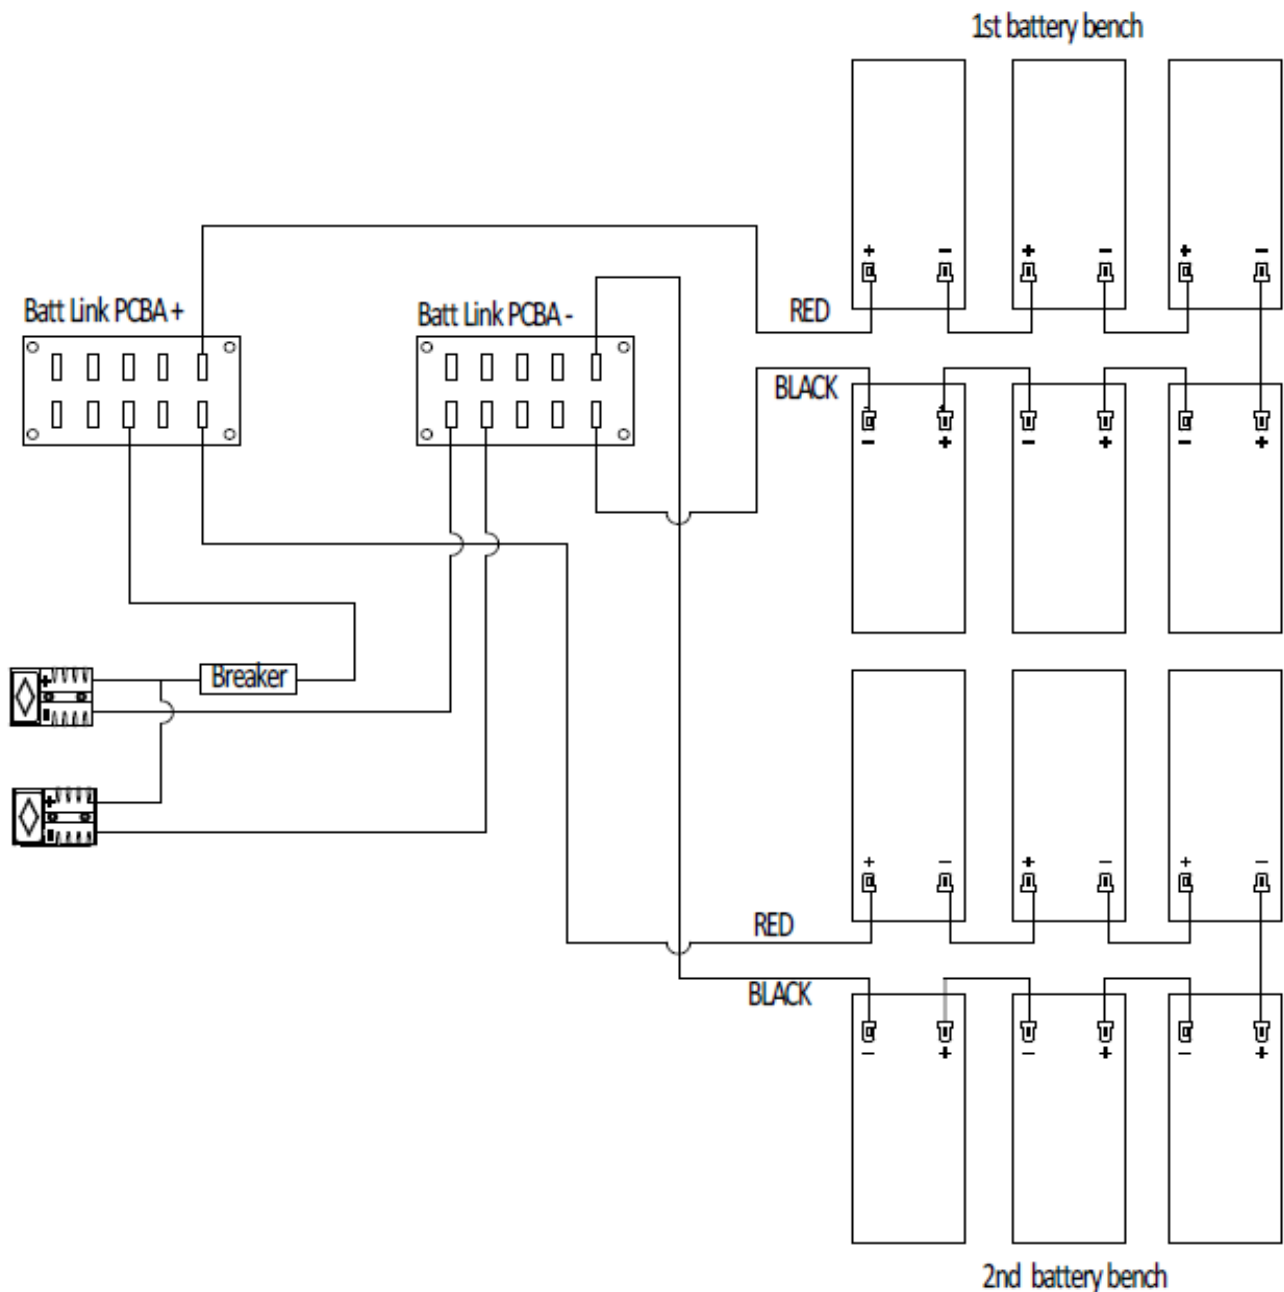 1st battery bench
+ - + - + -
Batt Link PCBA +
Batt Link PCBA -
RED
BLACK
- + - + - +
Breaker
+
+
+ - + - + -
RED
BLACK
- + - + - +
2nd battery bench